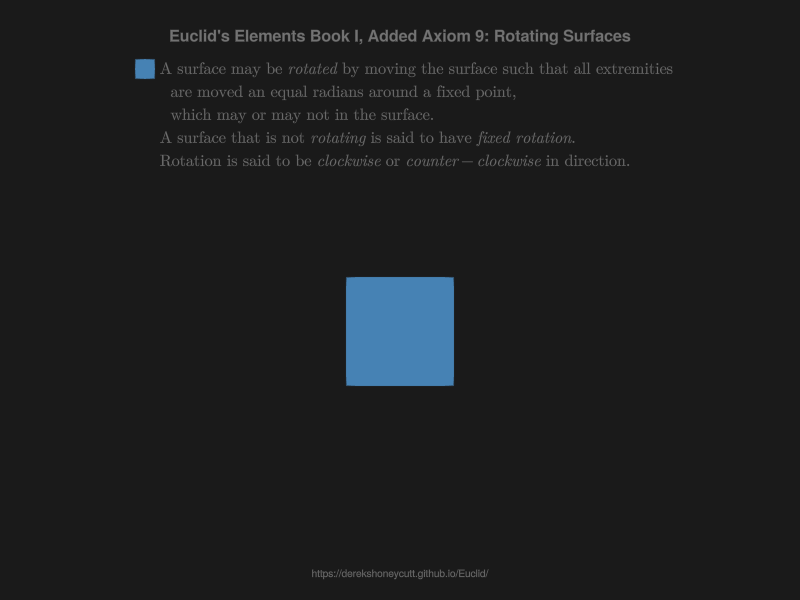 Euclid's Elements Book I, Added Axiom 9: Rotating Surfaces
A surface may be rotated by moving the surface such that all extremities
are moved an equal radians around a fixed point,
which may or may not in the surface.
A surface that is not rotating is said to have fixed rotation.
Rotation is said to be clockwise or counter−clockwise in direction.
https://derekshoneycutt.github.io/Euclid/